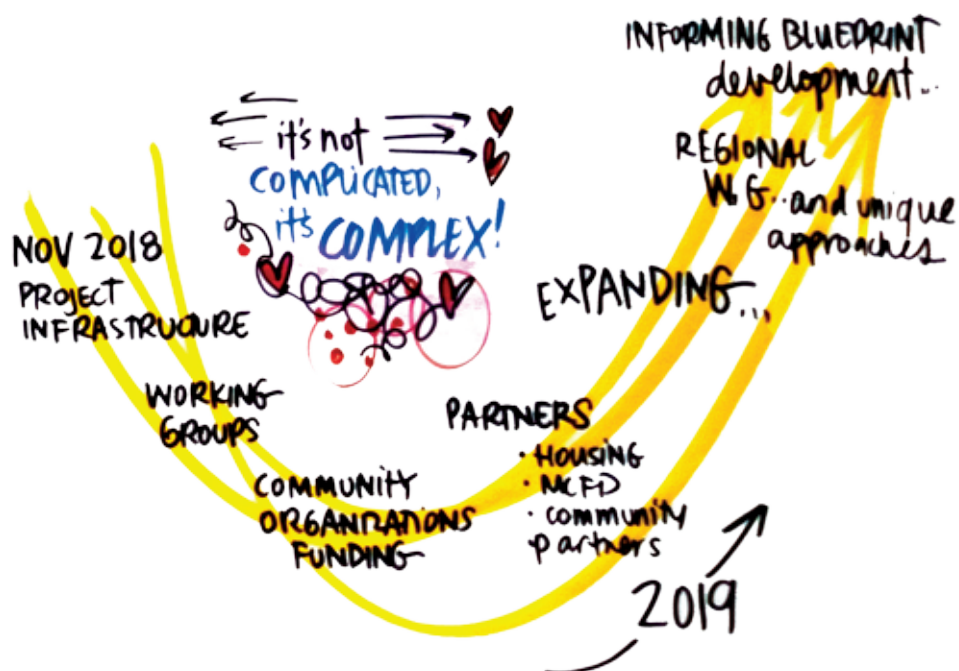 INFORMING BLUEPRINT
development..
it's not
COMPLICATED,
it's COMPLEX!
REGIONAL
W.G...and unique
approaches
NOV 2018
PROJECT
INFRASTRUCURE
EXPANDING...
WORKING
GROUPS
PARTNERS
• HOUSING
• MCFD
• community
partners
COMMUNITY
ORGANIZATIONS
FUNDING
2019